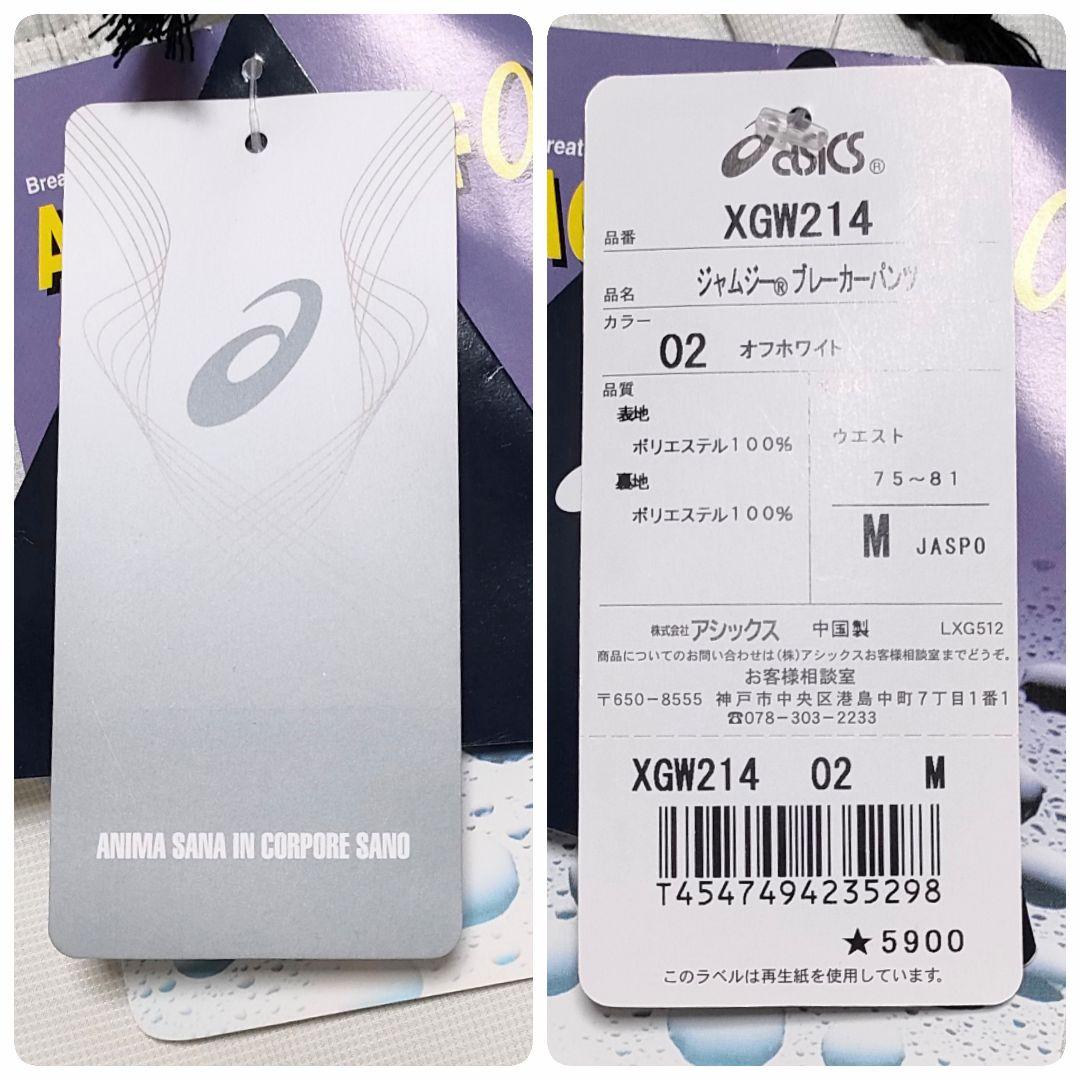 ANIMA SANA IN CORPORE SANO
asics®
品番 XGW214
品名 ジャムジー®ブレーカーパンツ
カラー
02 オフホワイト
品質
表地
ポリエステル100%
裏地
ポリエステル100%
ウエスト
75~81
M JASPO
株式会社アシックス 中国製 LXG512
商品についてのお問い合わせは(株)アシックスお客様相談室までどうぞ。
お客様相談室
〒650-8555 神戸市中央区港島中町7丁目1番1
☎078-303-2233
XGW214 02 M
T4547494235298
★5900
このラベルは再生紙を使用しています。